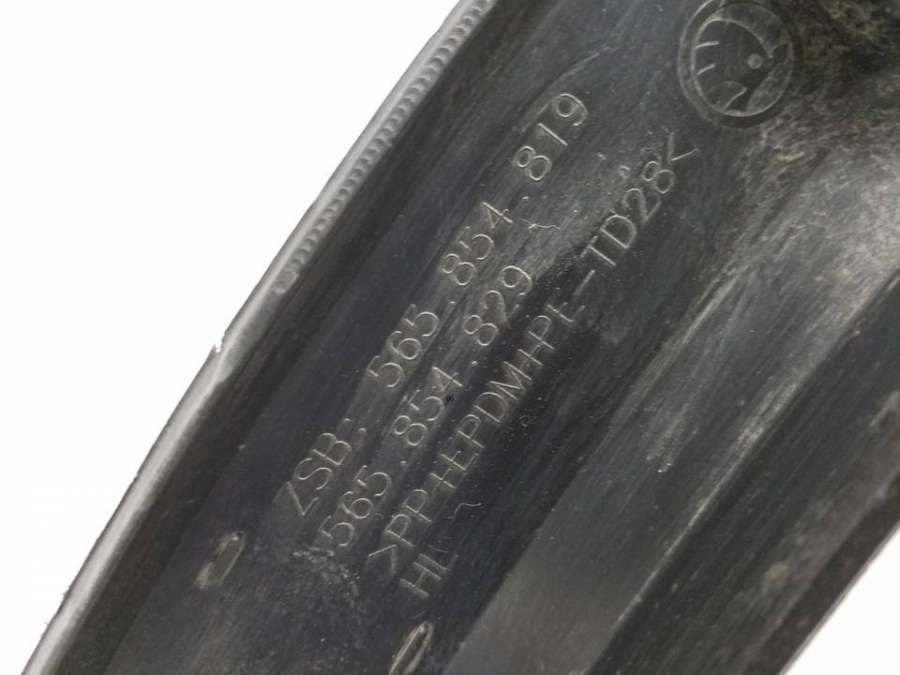 ZSB: 565.854.819
565.854.829
>PP+EPDM+PE-TD28<
HL